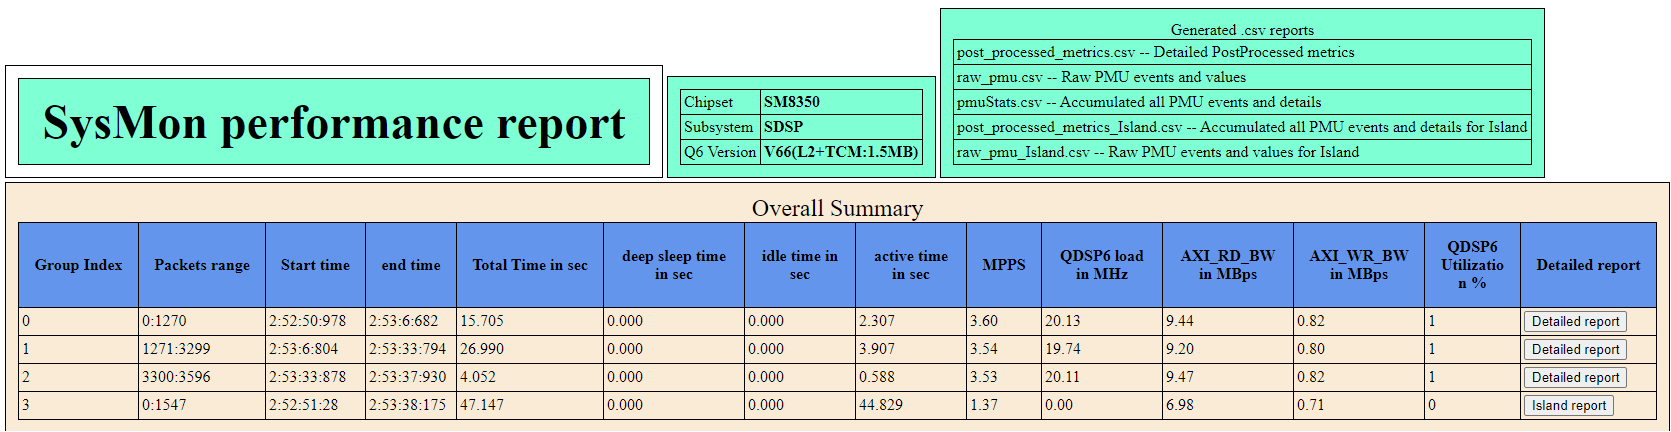 SysMon performance report
Chipset SM8350
Subsystem SDSP
Q6 Version V66(L2+TCM:1.5MB)
Generated .csv reports
post_processed_metrics.csv -- Detailed PostProcessed metrics
raw_pmu.csv -- Raw PMU events and values
pmuStats.csv -- Accumulated all PMU events and details
post_processed_metrics_Island.csv -- Accumulated all PMU events and details for Island
raw_pmu_Island.csv -- Raw PMU events and values for Island
Overall Summary
Group Index Packets range Start time end time Total Time in sec deep sleep time in sec idle time in sec active time in sec MPPS QDSP6 load in MHz AXI_RD_BW in MBps AXI_WR_BW in MBps QDSP6 Utilizatio n % Detailed report
0 0:1270 2:52:50:978 2:53:6:682 15.705 0.000 0.000 2.307 3.60 20.13 9.44 0.82 1 Detailed report
1 1271:3299 2:53:6:804 2:53:33:794 26.990 0.000 0.000 3.907 3.54 19.74 9.20 0.80 1 Detailed report
2 3300:3596 2:53:33:878 2:53:37:930 4.052 0.000 0.000 0.588 3.53 20.11 9.47 0.82 1 Detailed report
3 0:1547 2:52:51:28 2:53:38:175 47.147 0.000 0.000 44.829 1.37 0.00 6.98 0.71 0 Island report